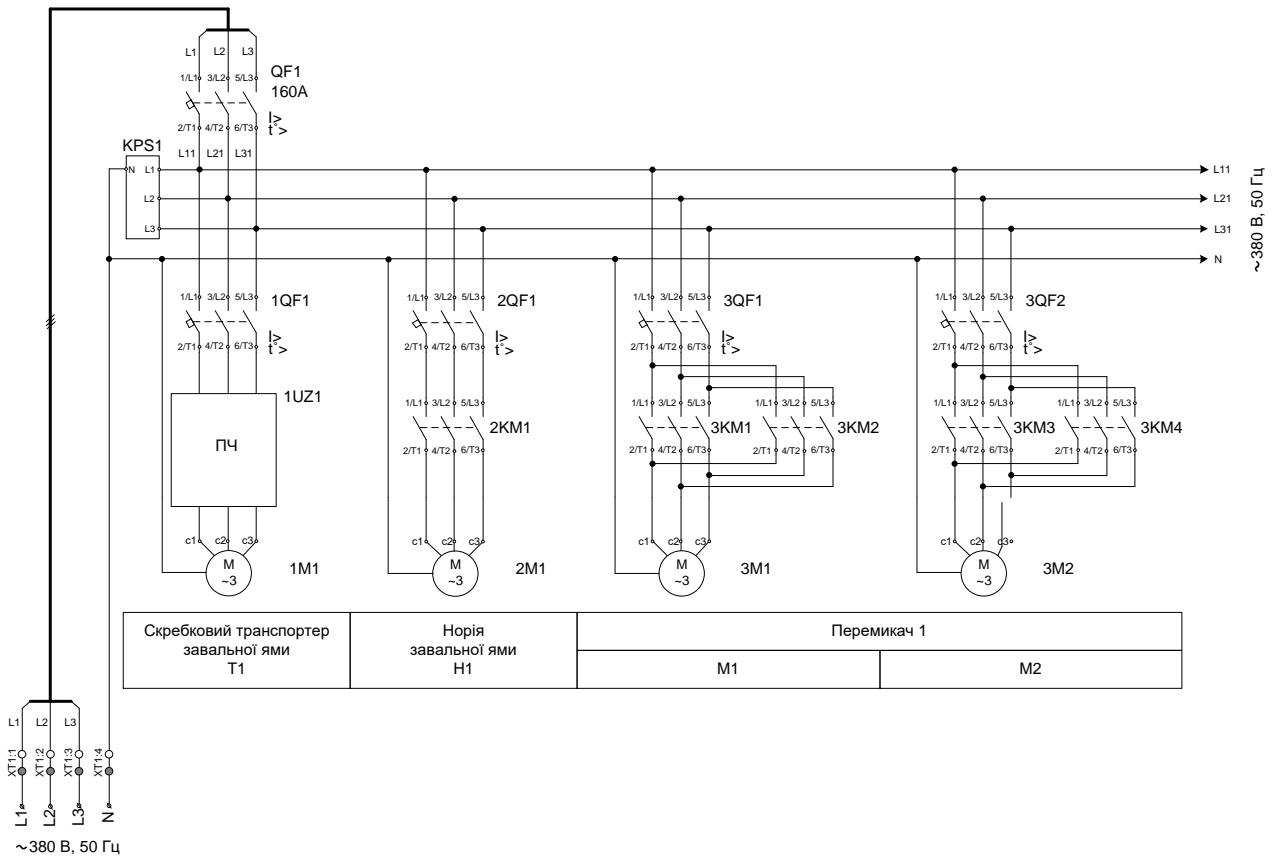 L1 L2 L3
1/L1 3/L2 5/L3
QF1
160A
I>
t°>
2/T1 4/T2 6/T3
KPS1
L11 L21 L31
N L1
L2
L3
L11
L21
L31
N
~380 В, 50 Гц
1/L1 3/L2 5/L3
1QF1
I>
t°>
2/T1 4/T2 6/T3
1UZ1
ПЧ
c1 c2 c3
M
~3
1M1
1/L1 3/L2 5/L3
2QF1
I>
t°>
2/T1 4/T2 6/T3
1/L1 3/L2 5/L3
2KM1
2/T1 4/T2 6/T3
c1 c2 c3
M
~3
2M1
1/L1 3/L2 5/L3
3QF1
I>
t°>
2/T1 4/T2 6/T3
1/L1 3/L2 5/L3
3KM1
2/T1 4/T2 6/T3
1/L1 3/L2 5/L3
3KM2
2/T1 4/T2 6/T3
c1 c2 c3
M
~3
3M1
1/L1 3/L2 5/L3
3QF2
I>
t°>
2/T1 4/T2 6/T3
1/L1 3/L2 5/L3
3KM3
2/T1 4/T2 6/T3
1/L1 3/L2 5/L3
3KM4
2/T1 4/T2 6/T3
c1 c2 c3
M
~3
3M2
Скребковий транспортер
завальної ями
Т1
Норія
завальної ями
Н1
Перемикач 1
М1
М2
L1 L2 L3
XT1:1 XT1:2 XT1:3 XT1:4
L1 L2 L3 N
~380 В, 50 Гц